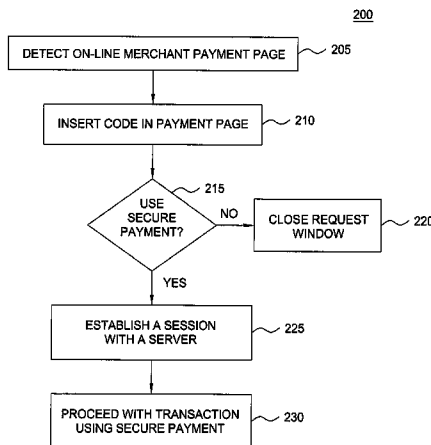 200
DETECT ON-LINE MERCHANT PAYMENT PAGE
205
INSERT CODE IN PAYMENT PAGE
210
215
USE
SECURE
PAYMENT?
NO
CLOSE REQUEST
WINDOW
220
YES
ESTABLISH A SESSION
WITH A SERVER
225
PROCEED WITH TRANSACTION
USING SECURE PAYMENT
230